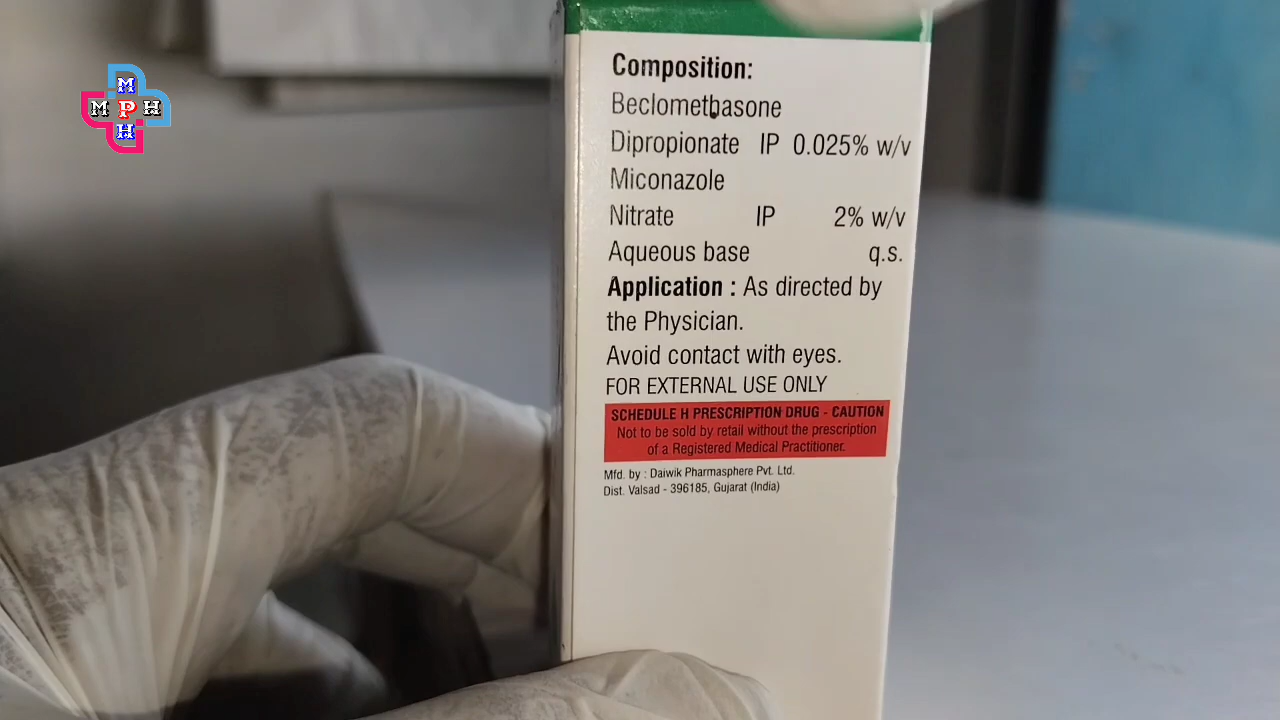 M
M P H
H
Composition:
Beclomethasone
Dipropionate IP 0.025% w/v
Miconazole
Nitrate IP 2% w/v
Aqueous base q.s.
Application : As directed by
the Physician.
Avoid contact with eyes.
FOR EXTERNAL USE ONLY
SCHEDULE H PRESCRIPTION DRUG - CAUTION
Not to be sold by retail without the prescription
of a Registered Medical Practitioner.
Mfd. by : Daiwik Pharmasphere Pvt. Ltd.
Dist. Valsad - 396185, Gujarat (India)